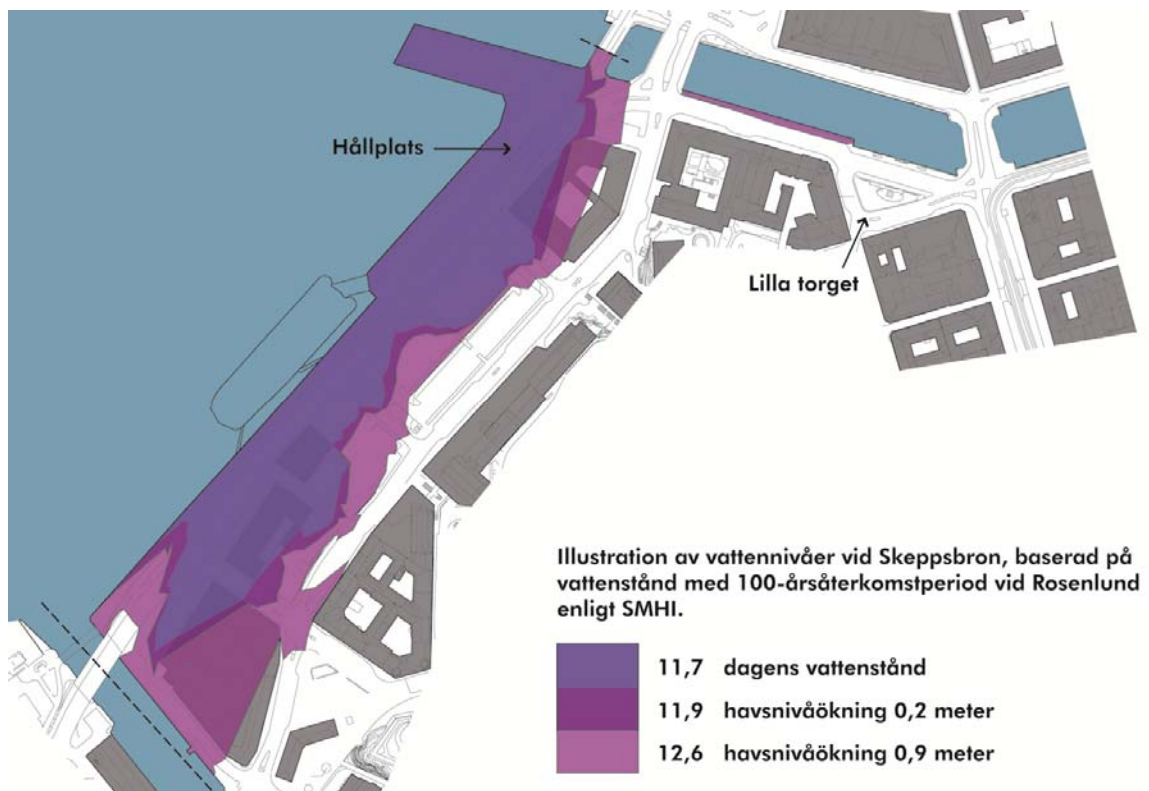 Hållplats
Lilla torget
Illustration av vattennivåer vid Skeppsbron, baserad på
vattenstånd med 100-årsåterkomstperiod vid Rosenlund
enligt SMHI.
11,7 dagens vattenstånd
11,9 havsnivåökning 0,2 meter
12,6 havsnivåökning 0,9 meter